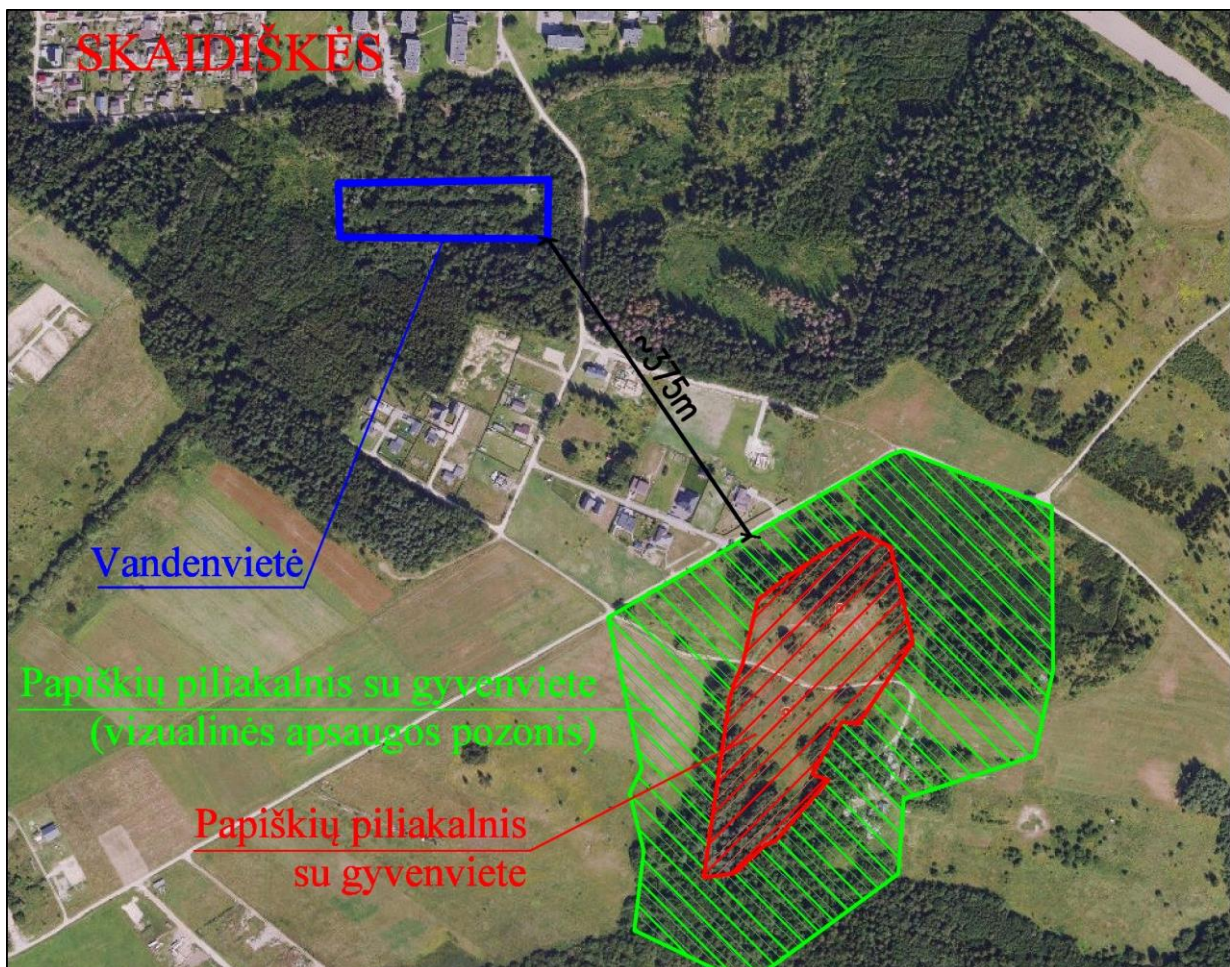 SKAIDIŠKĖS
~375m
Vandenvietė
Papiškių piliakalnis su gyvenviete
(vizualinės apsaugos pozonis)
Papiškių piliakalnis
su gyvenviete